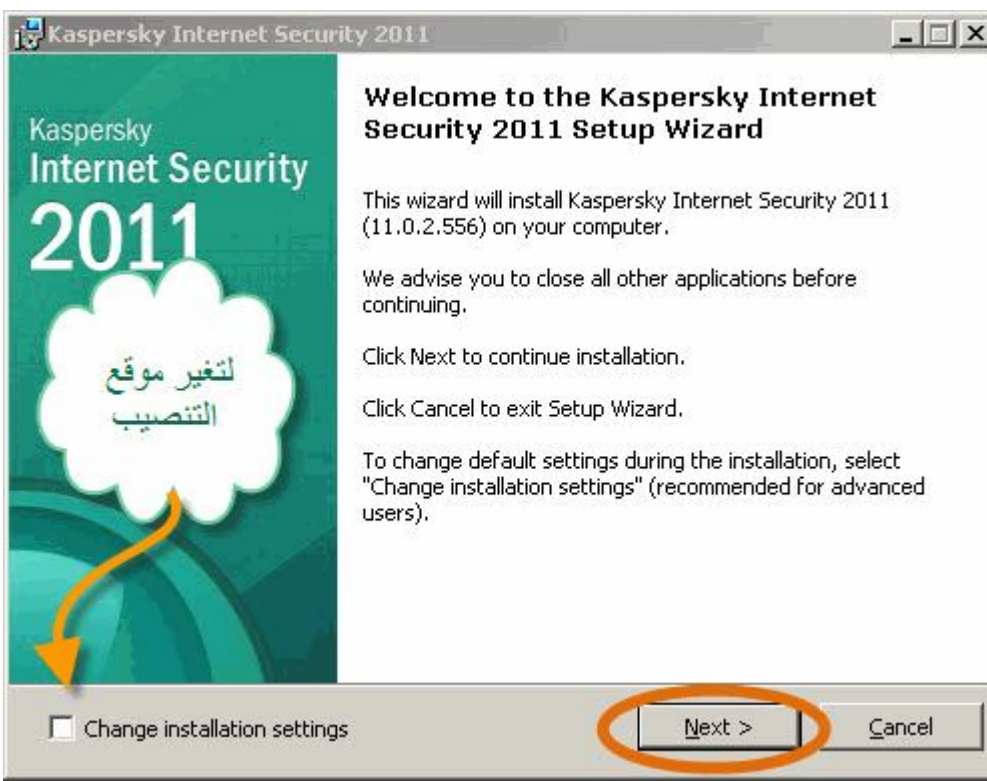 Kaspersky Internet Security 2011
Kaspersky
Internet Security
2011
لتغير موقع
التنصيب
Welcome to the Kaspersky Internet
Security 2011 Setup Wizard
This wizard will install Kaspersky Internet Security 2011
(11.0.2.556) on your computer.
We advise you to close all other applications before
continuing.
Click Next to continue installation.
Click Cancel to exit Setup Wizard.
To change default settings during the installation, select
"Change installation settings" (recommended for advanced
users).
Change installation settings
Next >
Cancel